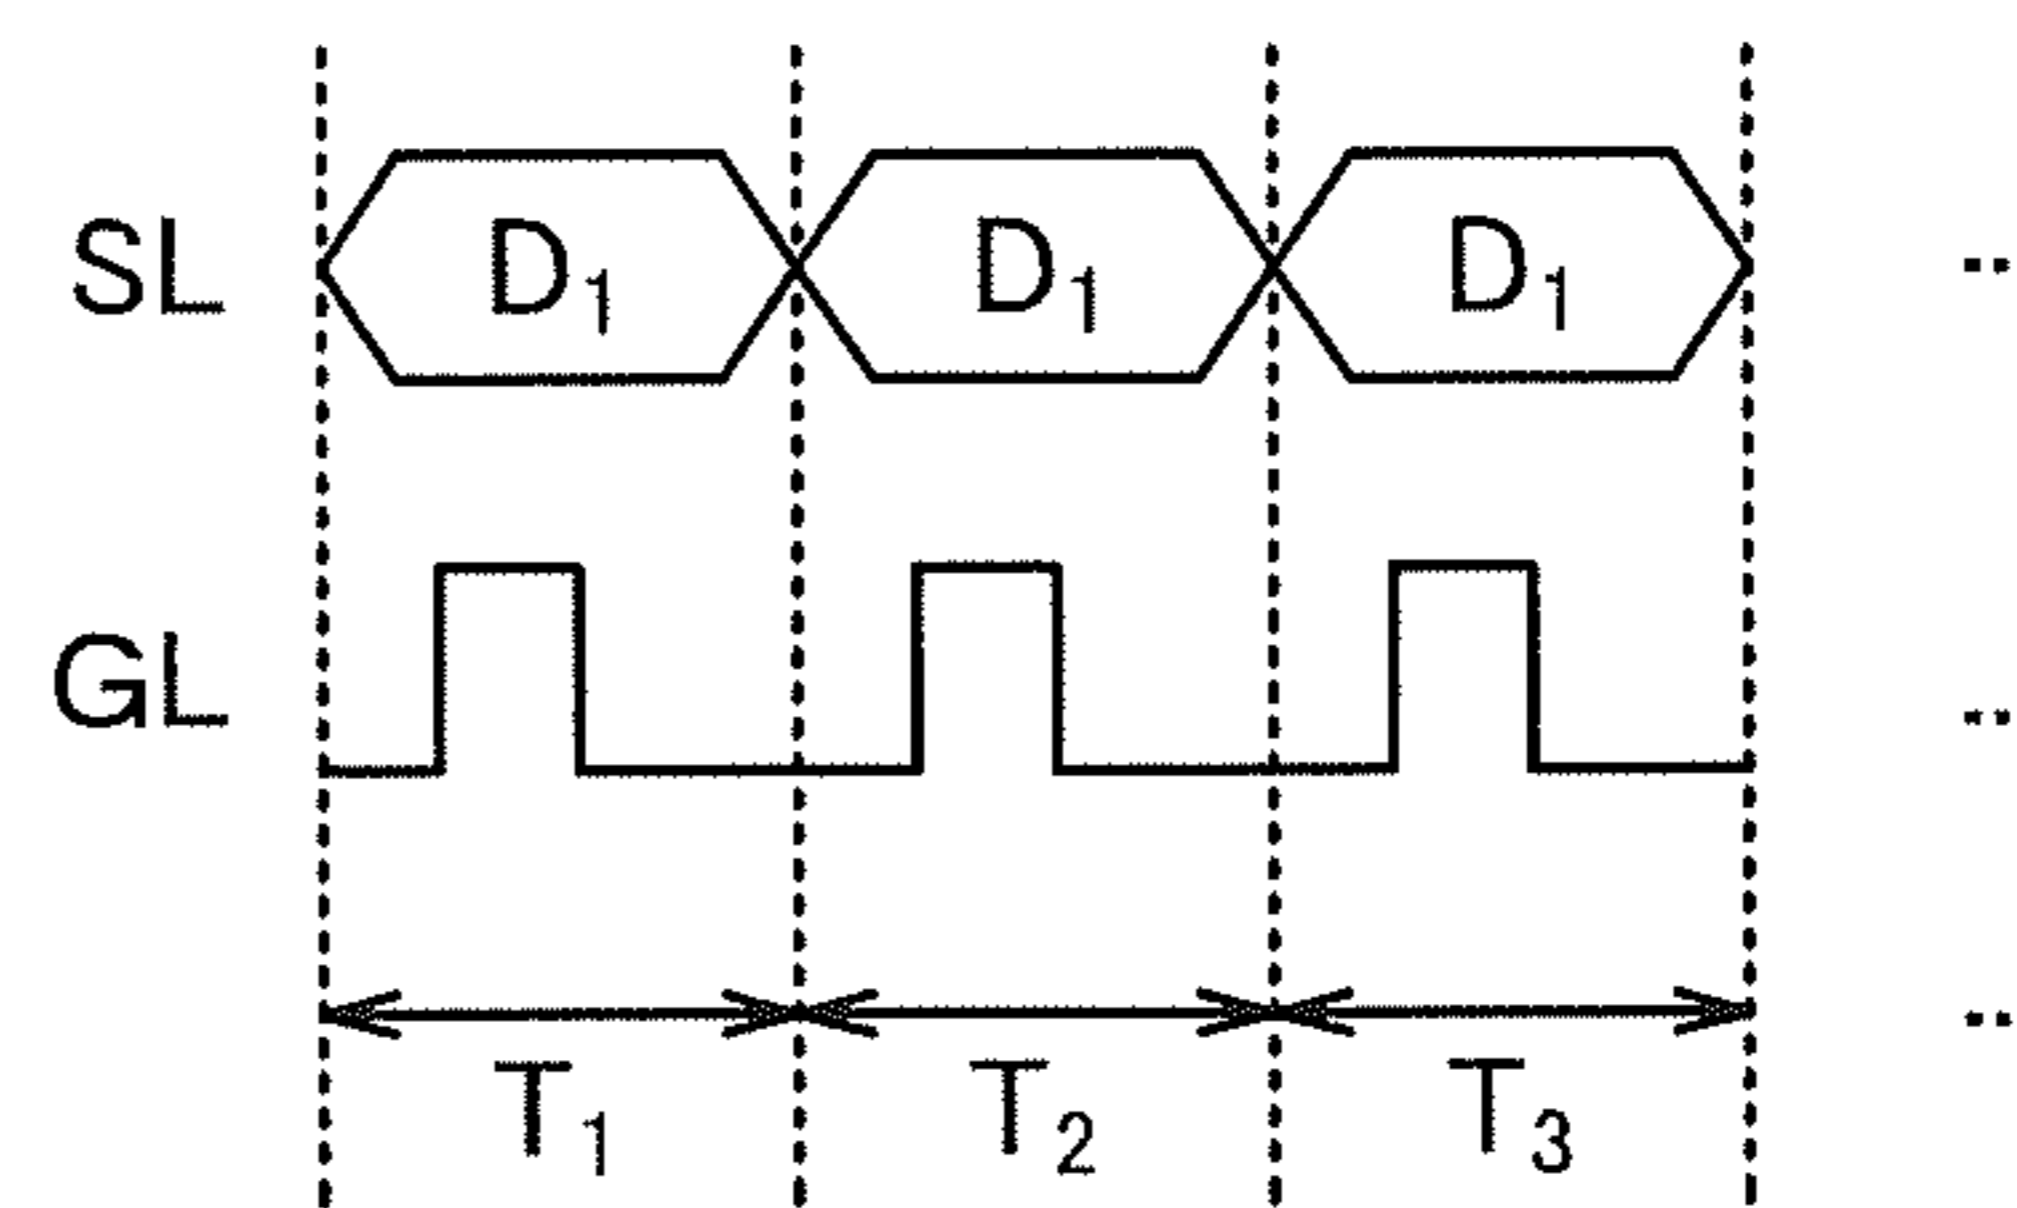 SL D₁ D₁ D₁ ..
GL ..
T₁ T₂ T₃ ..